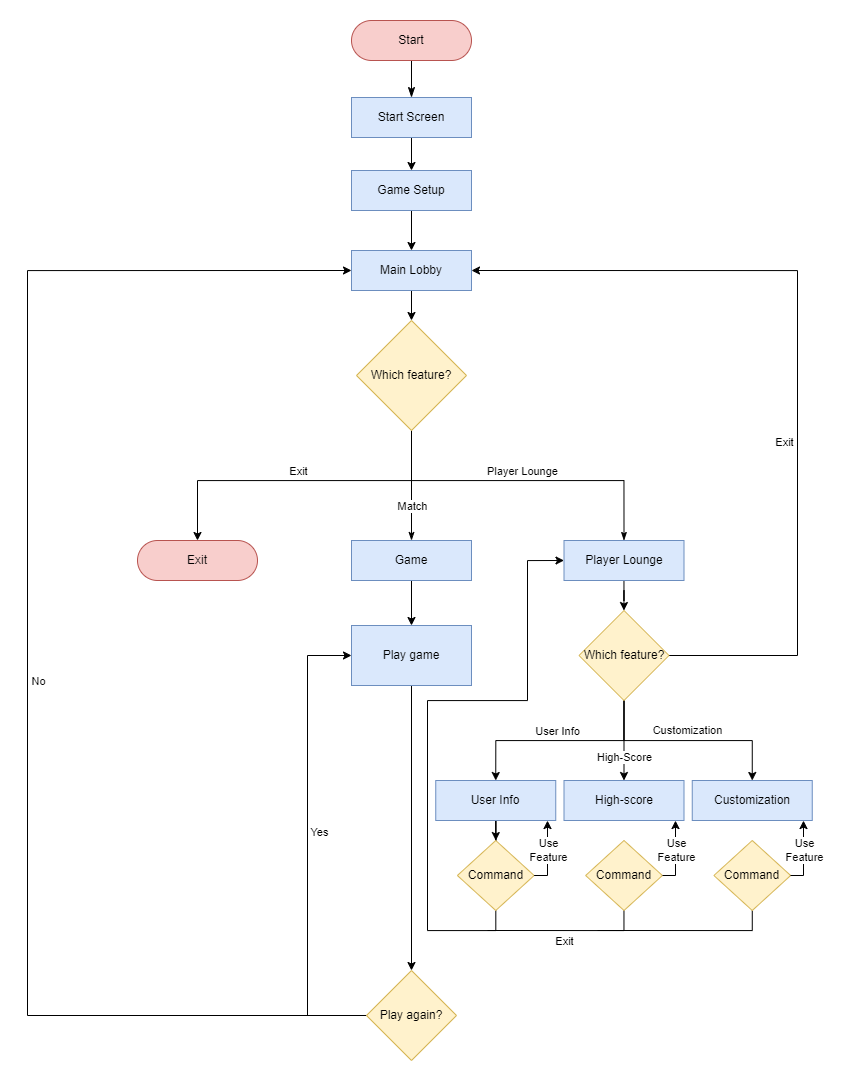 Start
Start Screen
Game Setup
Main Lobby
Which feature?
Exit
Exit
Player Lounge
Match
Exit
Game
Player Lounge
Play game
Which feature?
No
User Info
Customization
High-Score
User Info
High-score
Customization
Yes
Use
Feature
Use
Feature
Use
Feature
Command
Command
Command
Exit
Play again?